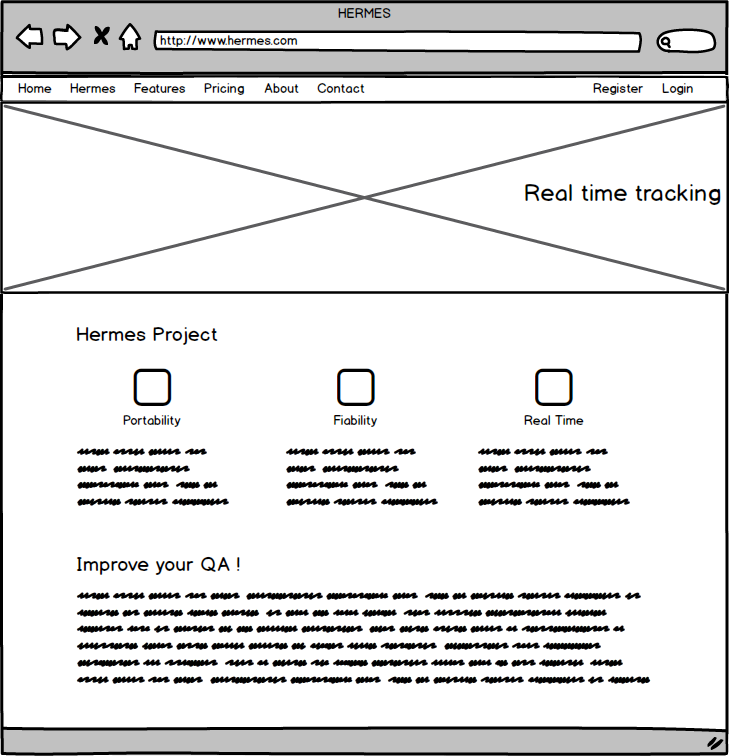 HERMES
http://www.hermes.com
Home Hermes Features Pricing About Contact Register Login
Real time tracking
Hermes Project
Portability Fiability Real Time
Improve your QA !